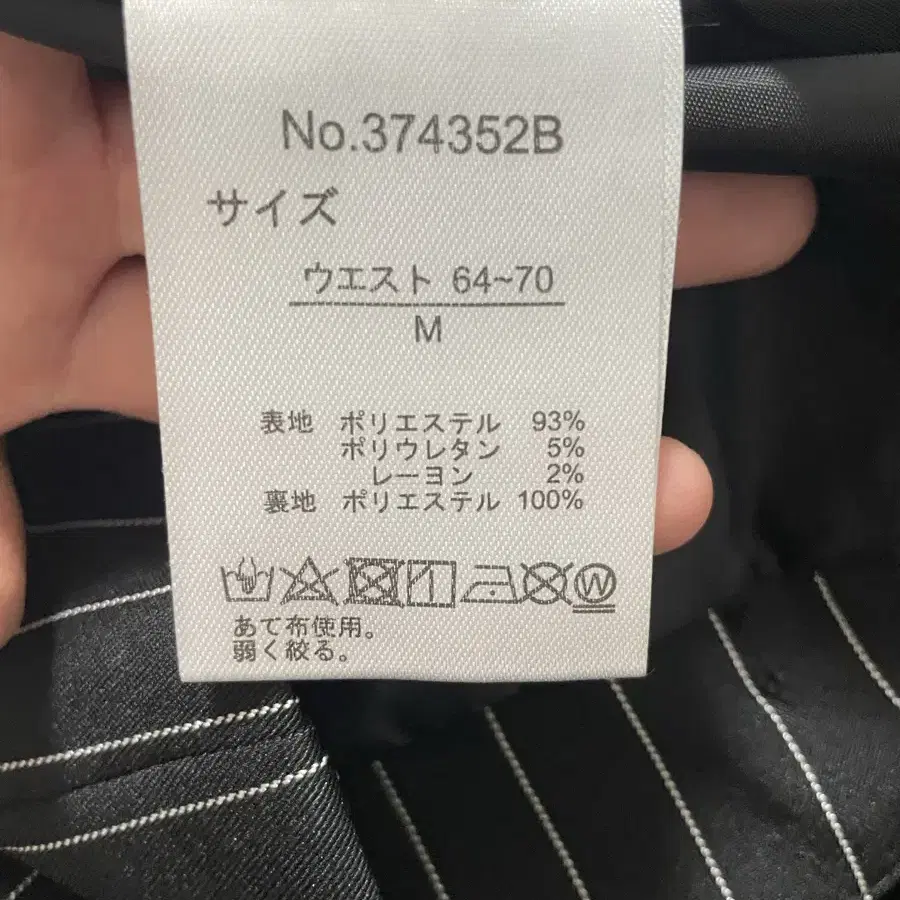 No.374352B
サイズ
ウエスト 64~70
M
表地 ポリエステル 93%
ポリウレタン 5%
レーヨン 2%
裏地 ポリエステル 100%
W
あて布使用。
弱く絞る。